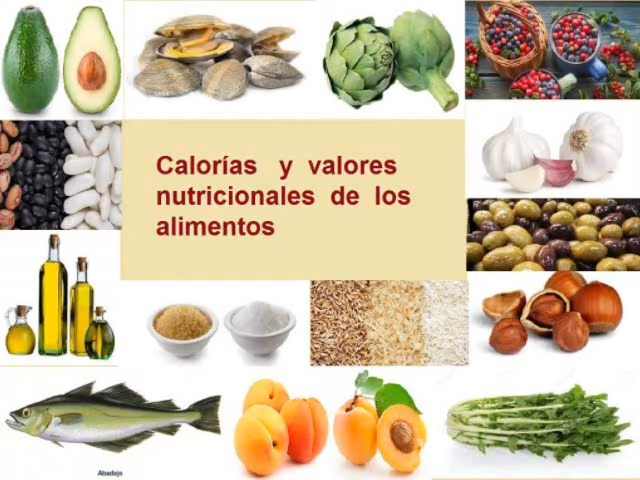 Calorías y valores
nutricionales de los
alimentos
Abadejo